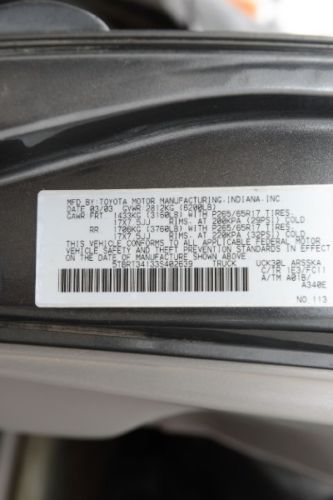 MFD.BY:TOYOTA MOTOR MANUFACTURING,INDIANA,INC.
DATE 03/03 GVWR 2812KG (6200LB)
GAWR FRT 1433KG (3160LB) WITH P265/65R17 TIRES,
17X7.5JJ RIMS,AT 200KPA (29PSI) COLD
RR 1706KG (3760LB) WITH P265/65R17 TIRES,
17X7.5JJ RIMS,AT 220KPA (32PSI) COLD
THIS VEHICLE CONFORMS TO ALL APPLICABLE FEDERAL
MOTOR VEHICLE SAFETY AND THEFT PREVENTION STANDARDS IN EFFECT
ON THE DATE OF MANUFACTURE SHOWN ABOVE.
5TBRT34133S402639 TRUCK UCK30L ARSSKA
C/TR 1E3/FC11
A/TM A01B/
A340E
NO.113